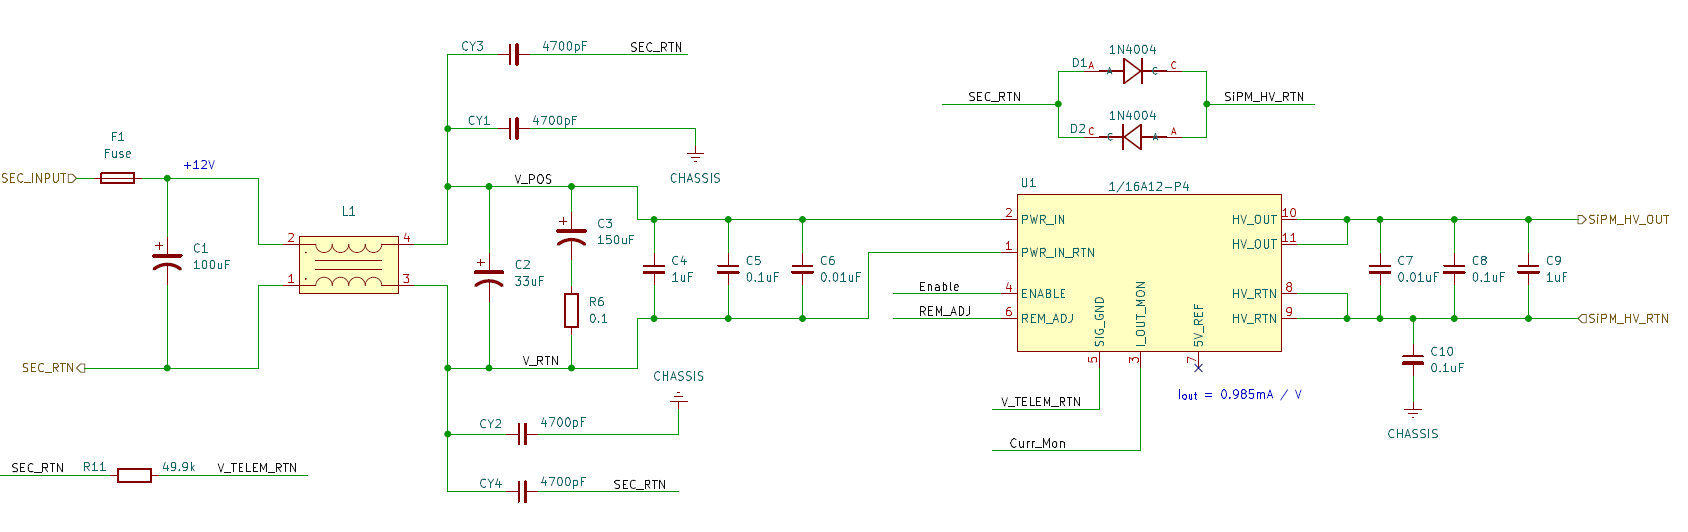 CY3 4700pF SEC_RTN
CY1 4700pF
CHASSIS
F1
Fuse
SEC_INPUT
+12V
+
C1
100uF
SEC_RTN
L1
2 4
1 3
V_POS
+
C2
33uF
+
C3
150uF
R6
0.1
V_RTN
C4
1uF
C5
0.1uF
C6
0.01uF
CHASSIS
CY2 4700pF
CY4 4700pF SEC_RTN
SEC_RTN R11 49.9k V_TELEM_RTN
1N4004
D1 A A C C
SEC_RTN SiPM_HV_RTN
1N4004
D2 C C A A
U1 1/16A12-P4
2 PWR_IN
1 PWR_IN_RTN
Enable 4 ENABLE
REM_ADJ 6 REM_ADJ
SIG_GND
I_OUT_MON
5V_REF
5
3
7
HV_OUT 10
HV_OUT 11
HV_RTN 8
HV_RTN 9
Iout = 0.985mA / V
V_TELEM_RTN
Curr_Mon
SiPM_HV_OUT
C7
0.01uF
C8
0.1uF
C9
1uF
SiPM_HV_RTN
C10
0.1uF
CHASSIS